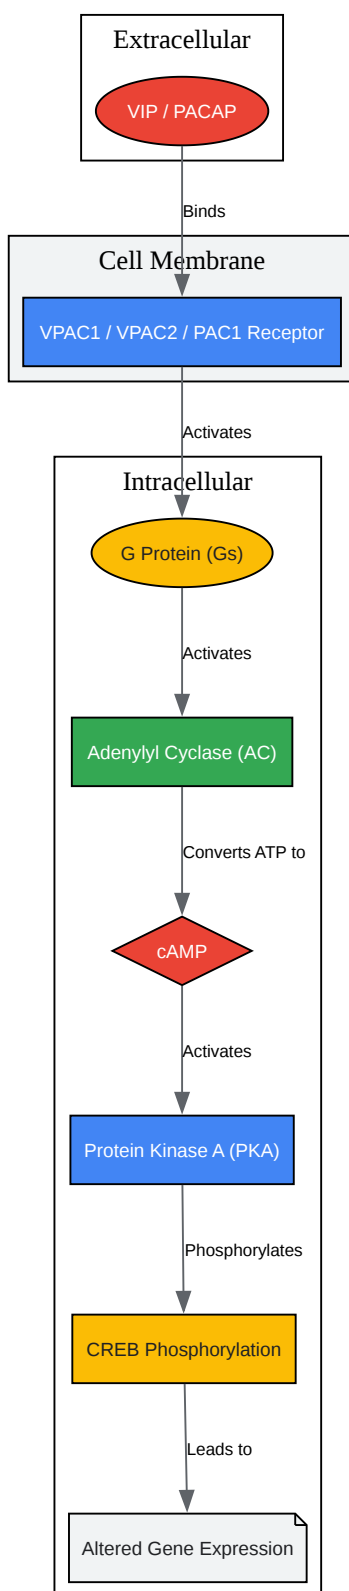 Extracellular
VIP / PACAP
Binds
Cell Membrane
VPAC1 / VPAC2 / PAC1 Receptor
Activates
Intracellular
G Protein (Gs)
Activates
Adenylyl Cyclase (AC)
Converts ATP to
cAMP
Activates
Protein Kinase A (PKA)
Phosphorylates
CREB Phosphorylation
Leads to
Altered Gene Expression